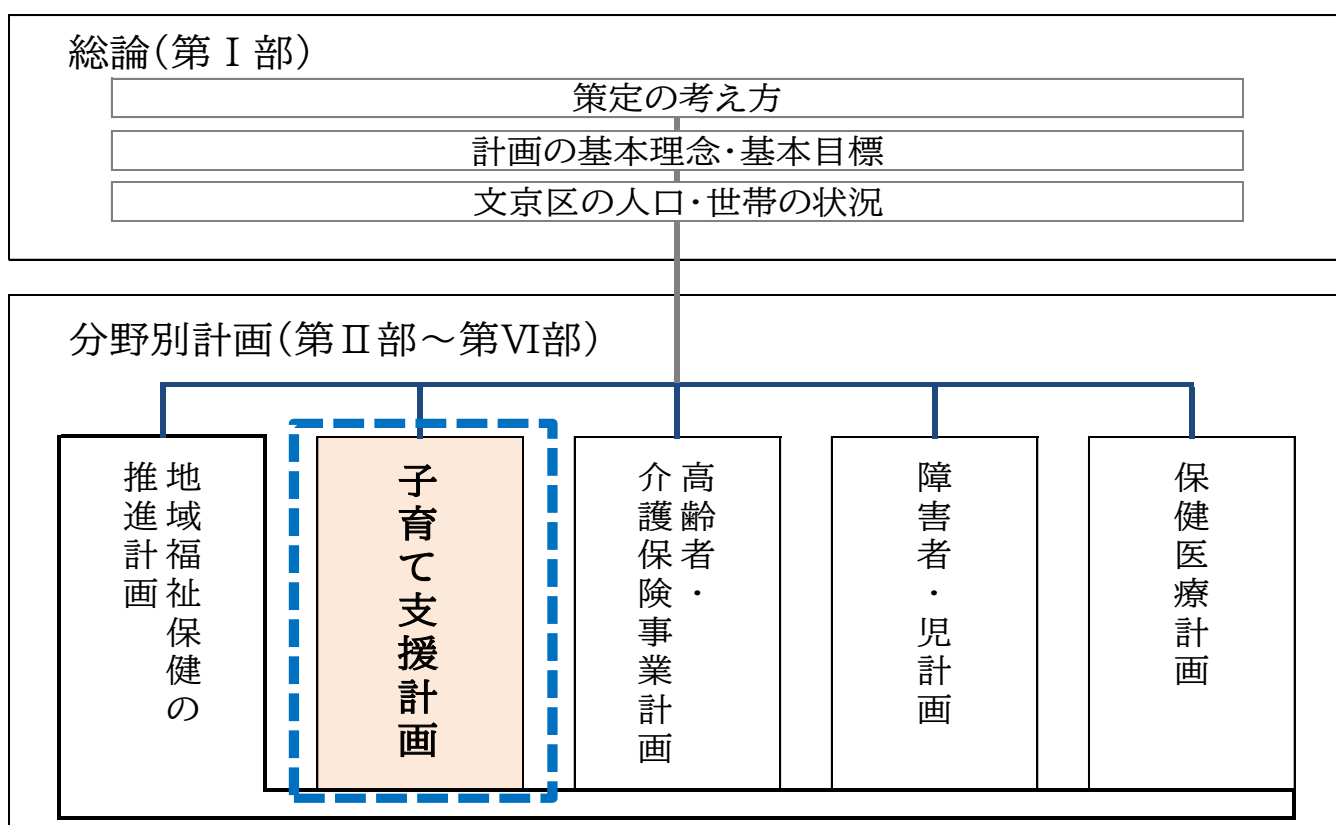 総論(第Ⅰ部)
策定の考え方
計画の基本理念・基本目標
文京区の人口・世帯の状況
分野別計画(第Ⅱ部～第Ⅵ部)
地域福祉保健の
推進計画
子育て支援計画
高齢者・
介護保険事業計画
障害者・児計画
保健医療計画